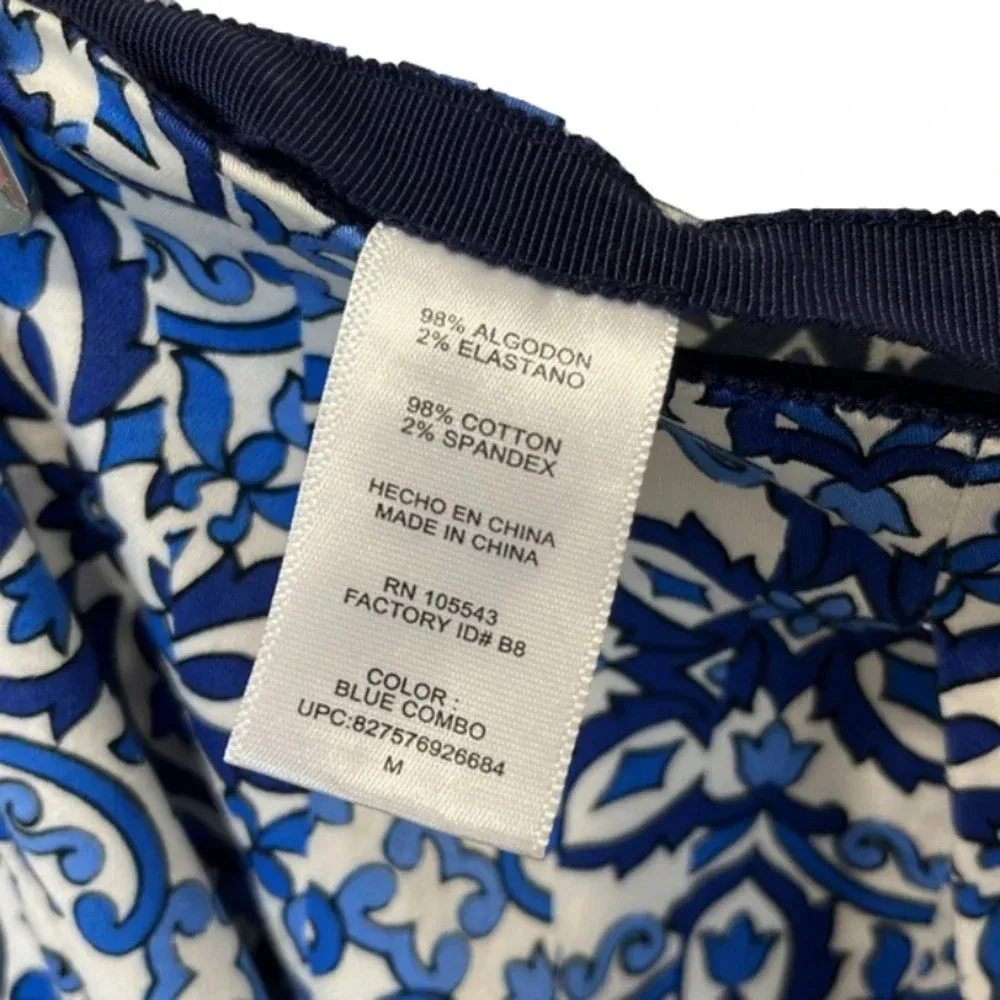 98% ALGODON
2% ELASTANO
98% COTTON
2% SPANDEX
HECHO EN CHINA
MADE IN CHINA
RN 105543
FACTORY ID# B8
COLOR :
BLUE COMBO
UPC:827576926684
M